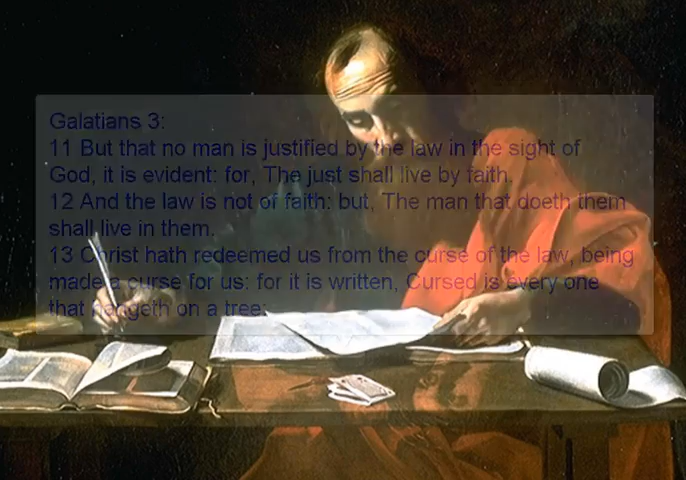 Galatians 3:
11 But that no man is justified by the law in the sight of
God, it is evident: for, The just shall live by faith.
12 And the law is not of faith: but, The man that doeth them
shall live in them.
13 Christ hath redeemed us from the curse of the law, being
made a curse for us: for it is written, Cursed is every one
that hangeth on a tree: